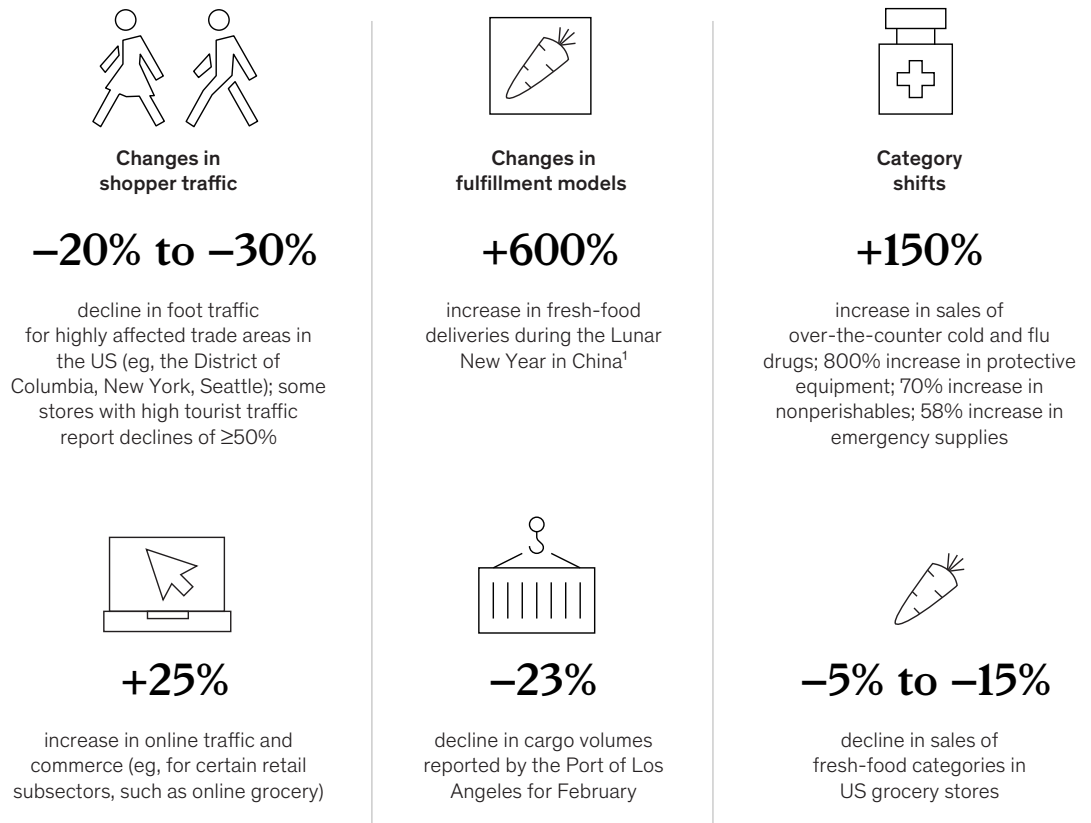 Changes in
shopper traffic
–20% to –30%
decline in foot traffic
for highly affected trade areas in
the US (eg, the District of
Columbia, New York, Seattle); some
stores with high tourist traffic
report declines of ≥50%
+25%
increase in online traffic and
commerce (eg, for certain retail
subsectors, such as online grocery)
Changes in
fulfillment models
+600%
increase in fresh-food
deliveries during the Lunar
New Year in China¹
–23%
decline in cargo volumes
reported by the Port of Los
Angeles for February
Category
shifts
+150%
increase in sales of
over-the-counter cold and flu
drugs; 800% increase in protective
equipment; 70% increase in
nonperishables; 58% increase in
emergency supplies
–5% to –15%
decline in sales of
fresh-food categories in
US grocery stores